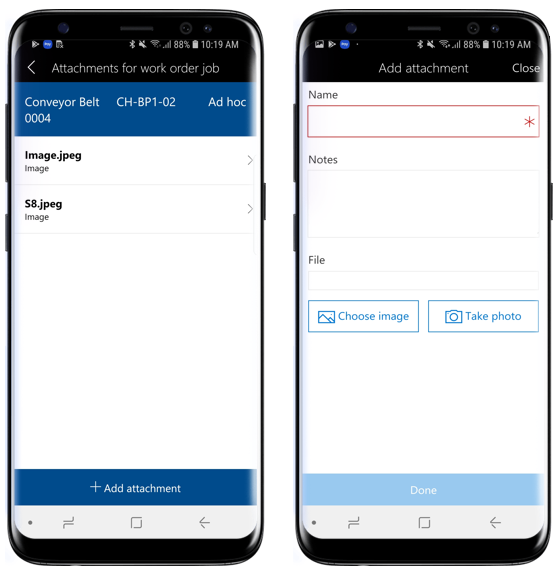 88% 10:19 AM
Attachments for work order job
Conveyor Belt CH-BP1-02 Ad hoc
0004
Image.jpeg
Image
S8.jpeg
Image
+ Add attachment
88% 10:19 AM
Add attachment Close
Name
*
Notes
File
Choose image Take photo
Done